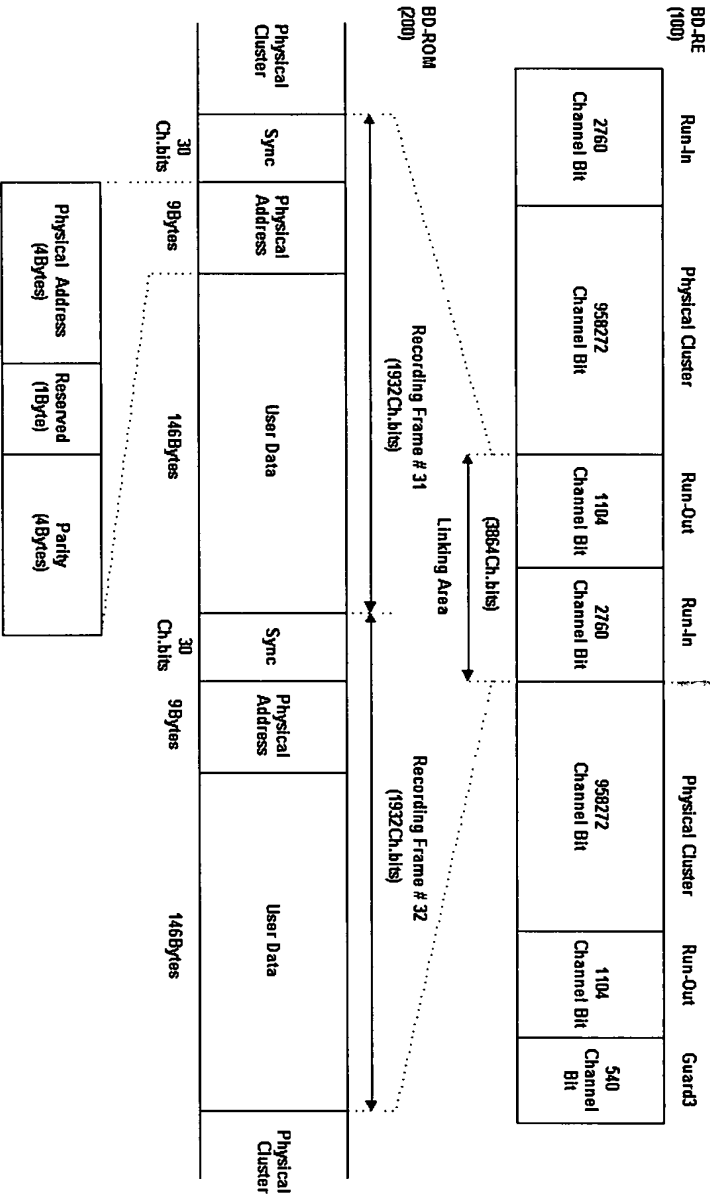 BD-RE
(100)
Run-In
Physical Cluster
Run-Out
Run-In
Physical Cluster
Run-Out
Guard3
2760
Channel Bit
958272
Channel Bit
1104
Channel Bit
2760
Channel Bit
958272
Channel Bit
1104
Channel Bit
540
Channel
Bit
(3864Ch.bits)
Linking Area
BD-ROM
(200)
Recording Frame # 31
(1932Ch.bits)
Recording Frame # 32
(1932Ch.bits)
Physical
Cluster
Sync
Physical
Address
User Data
Sync
Physical
Address
User Data
Physical
Cluster
30
Ch.bits
9Bytes
146Bytes
30
Ch.bits
9Bytes
146Bytes
Physical Address
(4Bytes)
Reserved
(1Byte)
Parity
(4Bytes)